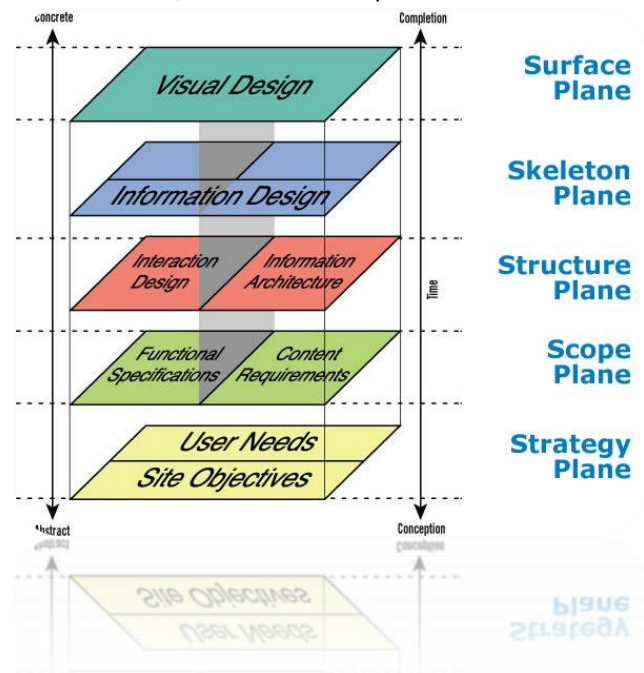 Concrete
Completion
Visual Design
Surface
Plane
Information Design
Skeleton
Plane
Interaction
Design
Information
Architecture
Structure
Plane
Time
Functional
Specifications
Content
Requirements
Scope
Plane
User Needs
Site Objectives
Strategy
Plane
Abstract
Conception